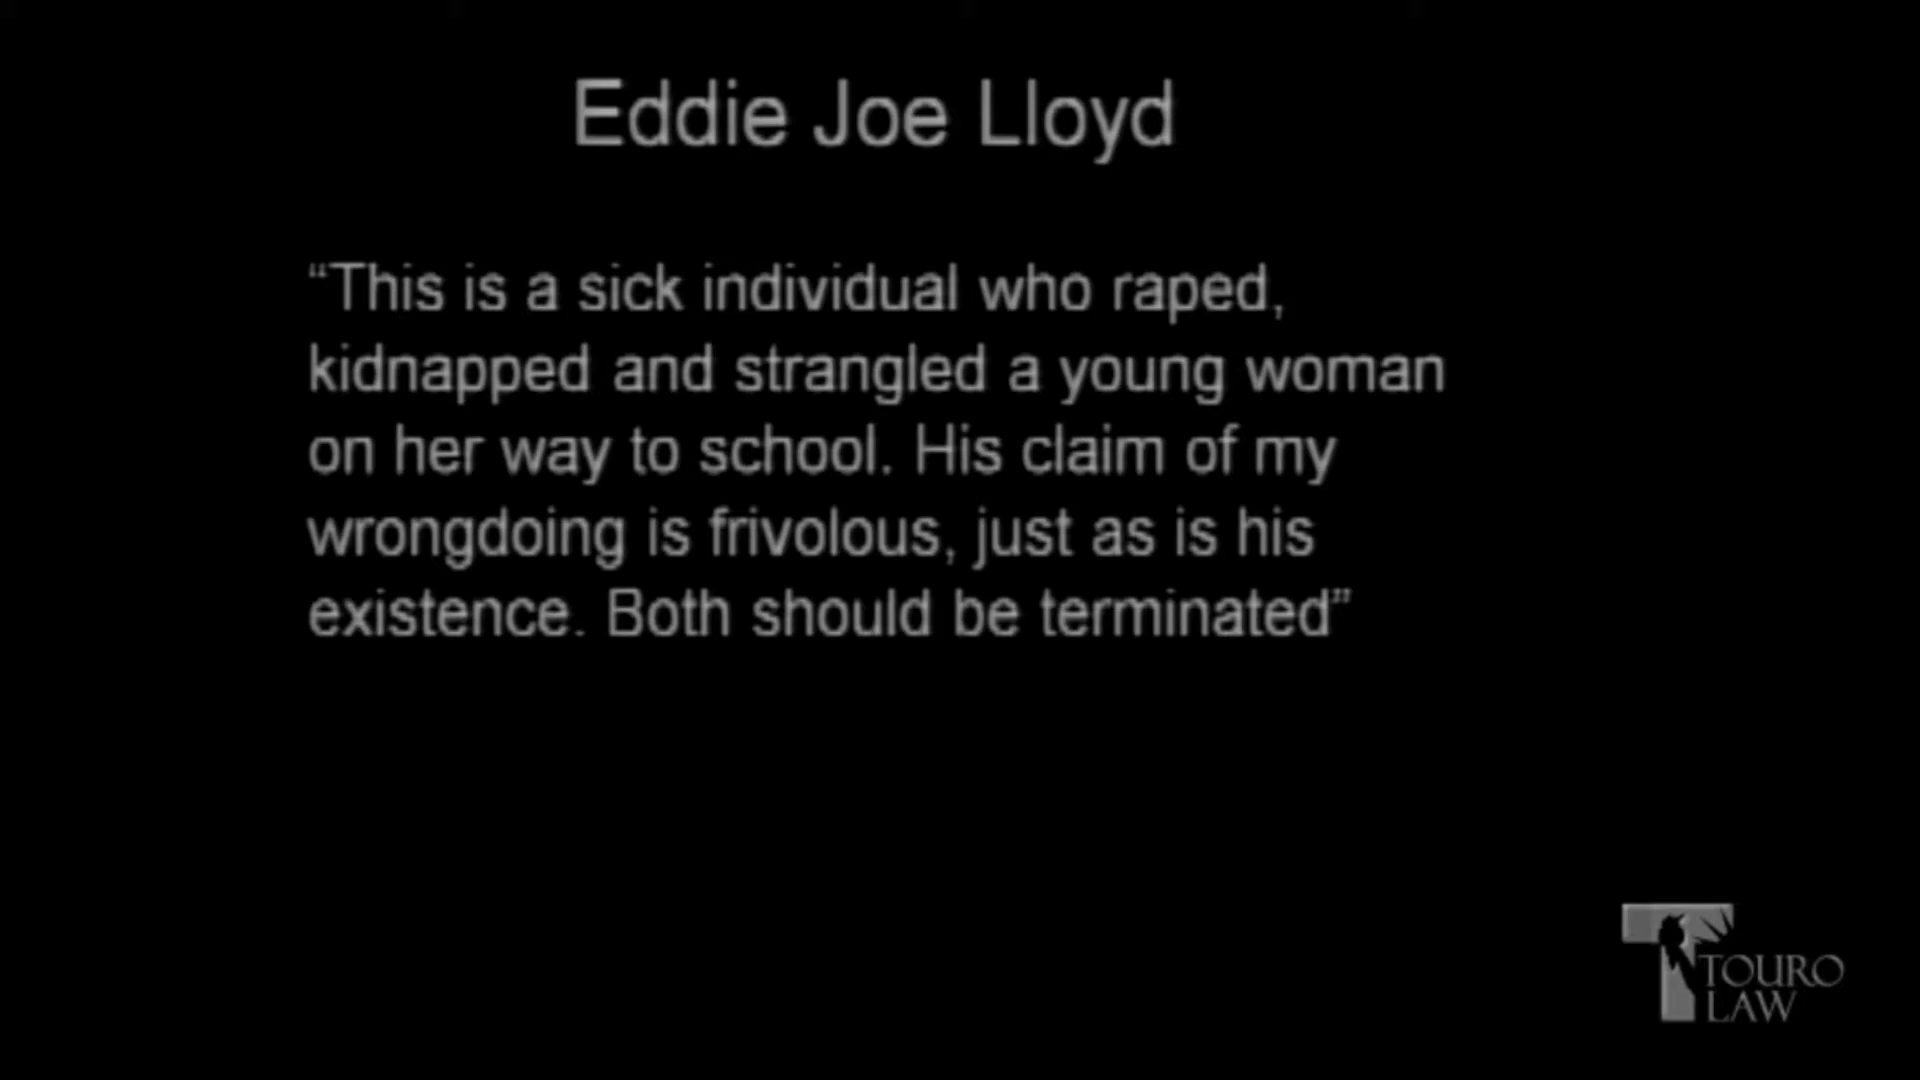 Eddie Joe Lloyd
“This is a sick individual who raped,
kidnapped and strangled a young woman
on her way to school. His claim of my
wrongdoing is frivolous, just as is his
existence. Both should be terminated”
TOURO
LAW